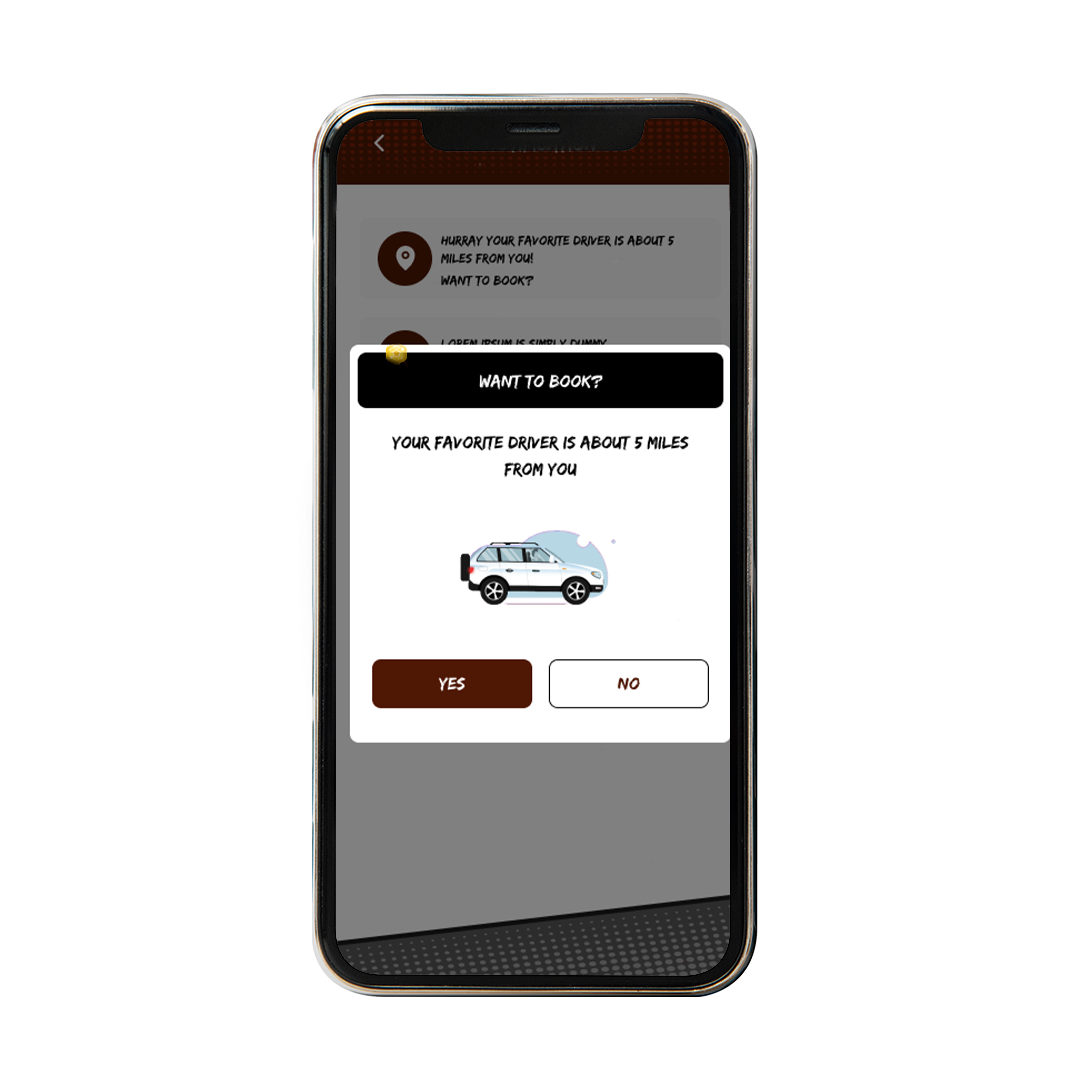 HURRAY YOUR FAVORITE DRIVER IS ABOUT 5
MILES FROM YOU!
WANT TO BOOK?
LOREM IPSUM IS SIMPLY DUMMY
WANT TO BOOK?
YOUR FAVORITE DRIVER IS ABOUT 5 MILES
FROM YOU
YES
NO